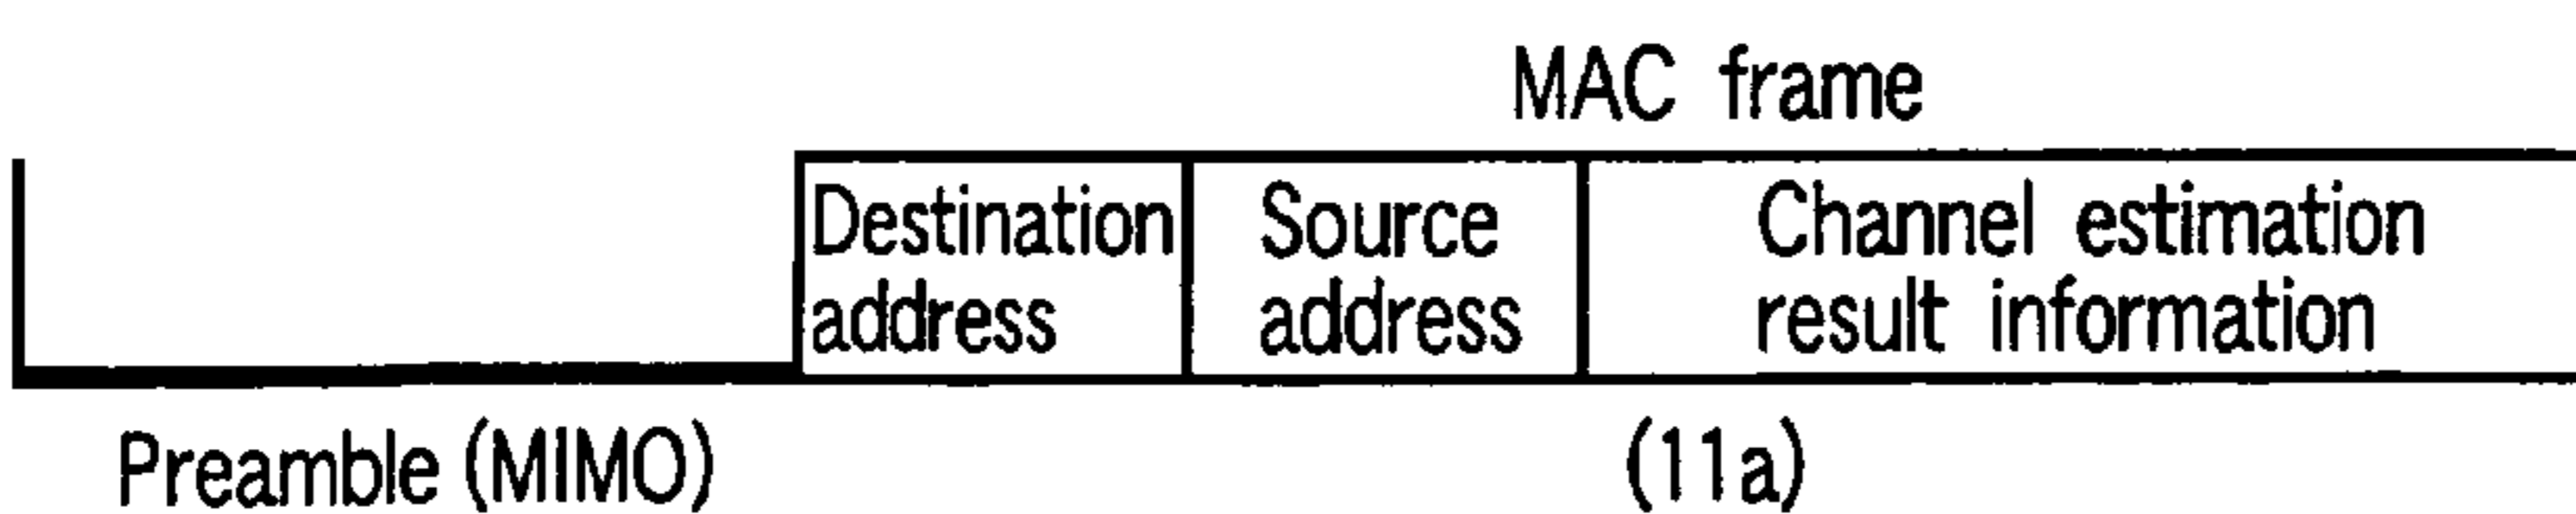 MAC frame
Destination address
Source address
Channel estimation result information
Preamble (MIMO)
(11a)